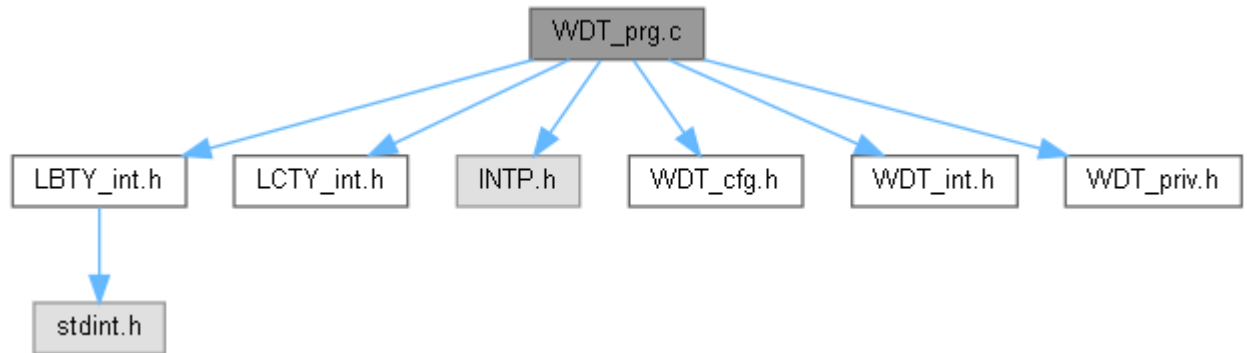 WDT_prg.c
LBTY_int.h
LCTY_int.h
INTP.h
WDT_cfg.h
WDT_int.h
WDT_priv.h
stdint.h